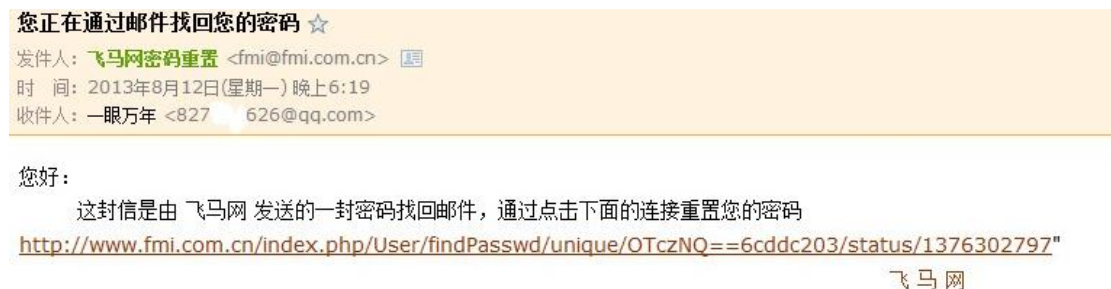 您正在通过邮件找回您的密码 ☆
发件人：飞马网密码重置 <fmi@fmi.com.cn>
时 间：2013年8月12日(星期一) 晚上6:19
收件人：一眼万年 <827 626@qq.com>
您好：
这封信是由 飞马网 发送的一封密码找回邮件，通过点击下面的连接重置您的密码
http://www.fmi.com.cn/index.php/User/findPasswd/unique/OTczNQ==6cddc203/status/1376302797"
飞 马 网